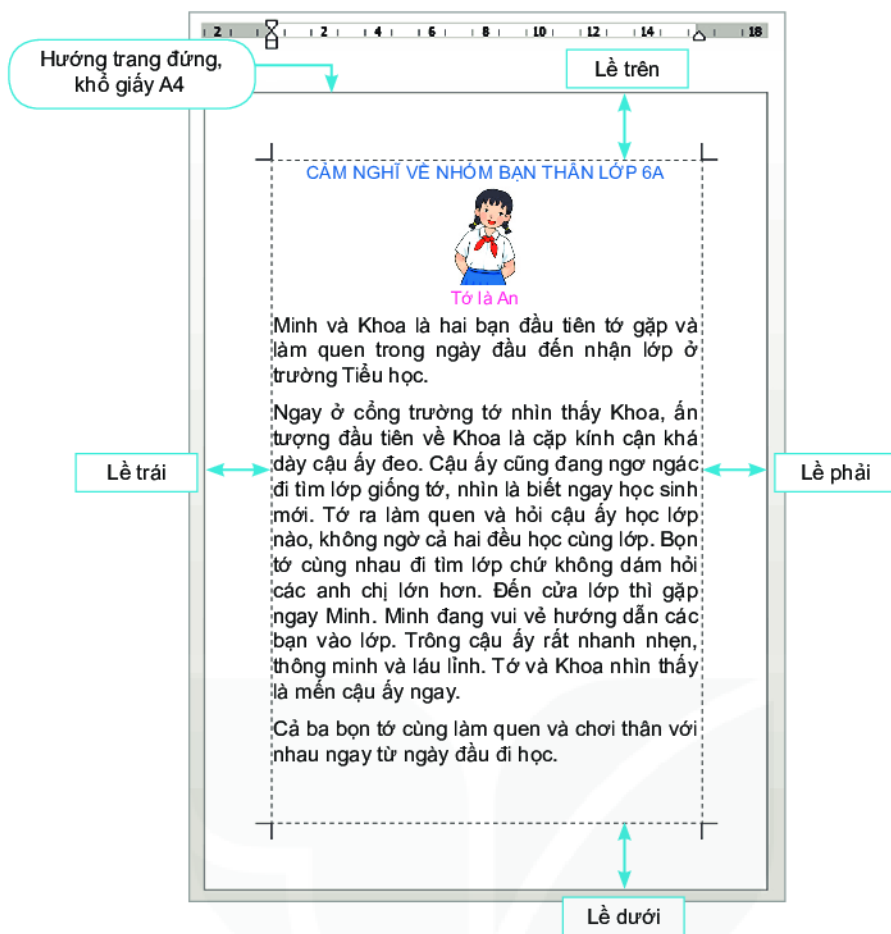 2 2 4 6 8 10 12 14 18
Hướng trang đứng,
khổ giấy A4
Lề trên
CẢM NGHĨ VỀ NHÓM BẠN THÂN LỚP 6A
Tớ là An
Minh và Khoa là hai bạn đầu tiên tớ gặp và
làm quen trong ngày đầu đến nhận lớp ở
trường Tiểu học.
Ngay ở cổng trường tớ nhìn thấy Khoa, ấn
tượng đầu tiên về Khoa là cặp kính cận khá
dày cậu ấy đeo. Cậu ấy cũng đang ngơ ngác
đi tìm lớp giống tớ, nhìn là biết ngay học sinh
mới. Tớ ra làm quen và hỏi cậu ấy học lớp
nào, không ngờ cả hai đều học cùng lớp. Bọn
tớ cùng nhau đi tìm lớp chứ không dám hỏi
các anh chị lớn hơn. Đến cửa lớp thì gặp
ngay Minh. Minh đang vui vẻ hướng dẫn các
bạn vào lớp. Trông cậu ấy rất nhanh nhẹn,
thông minh và láu lỉnh. Tớ và Khoa nhìn thấy
là mến cậu ấy ngay.
Cả ba bọn tớ cùng làm quen và chơi thân với
nhau ngay từ ngày đầu đi học.
Lề trái
Lề phải
Lề dưới